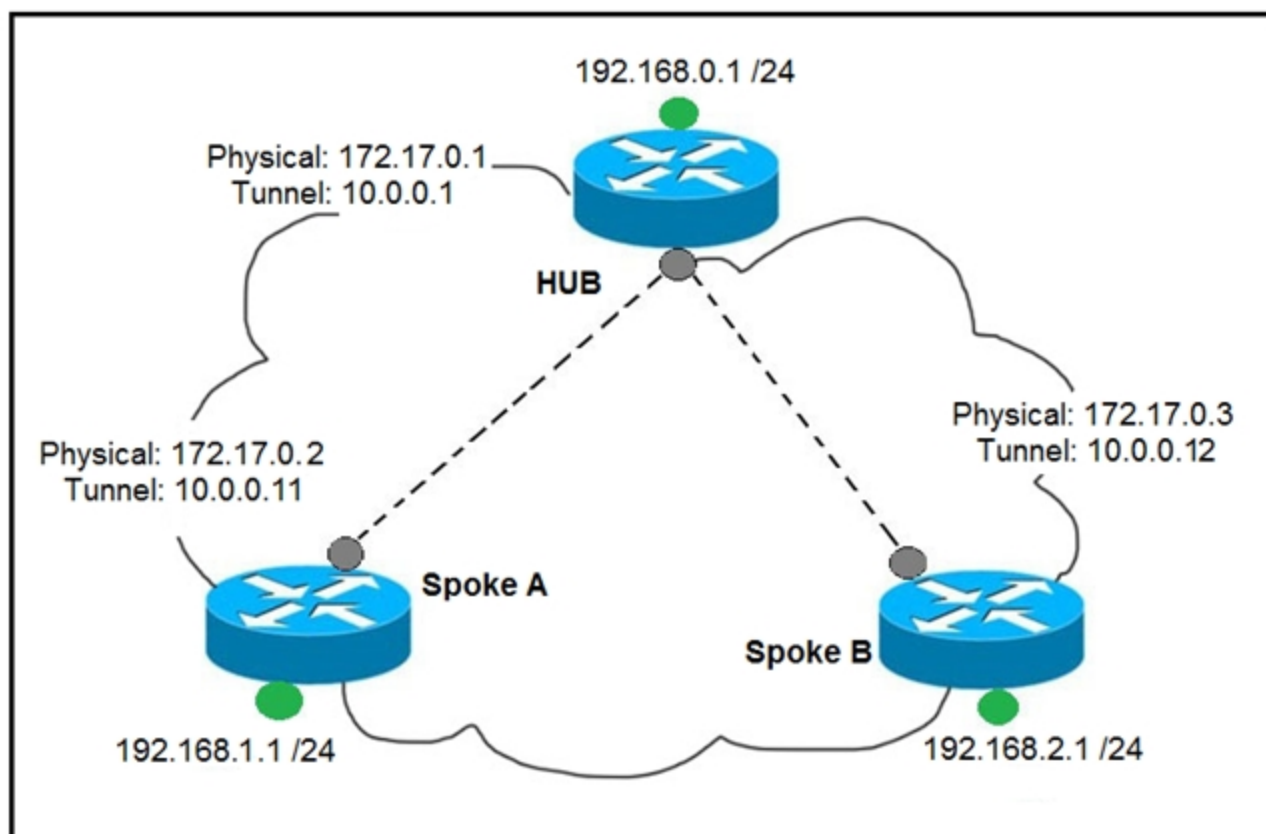 192.168.0.1 /24
Physical: 172.17.0.1
Tunnel: 10.0.0.1
HUB
Physical: 172.17.0.3
Tunnel: 10.0.0.12
Physical: 172.17.0.2
Tunnel: 10.0.0.11
Spoke A
Spoke B
192.168.1.1 /24
192.168.2.1 /24